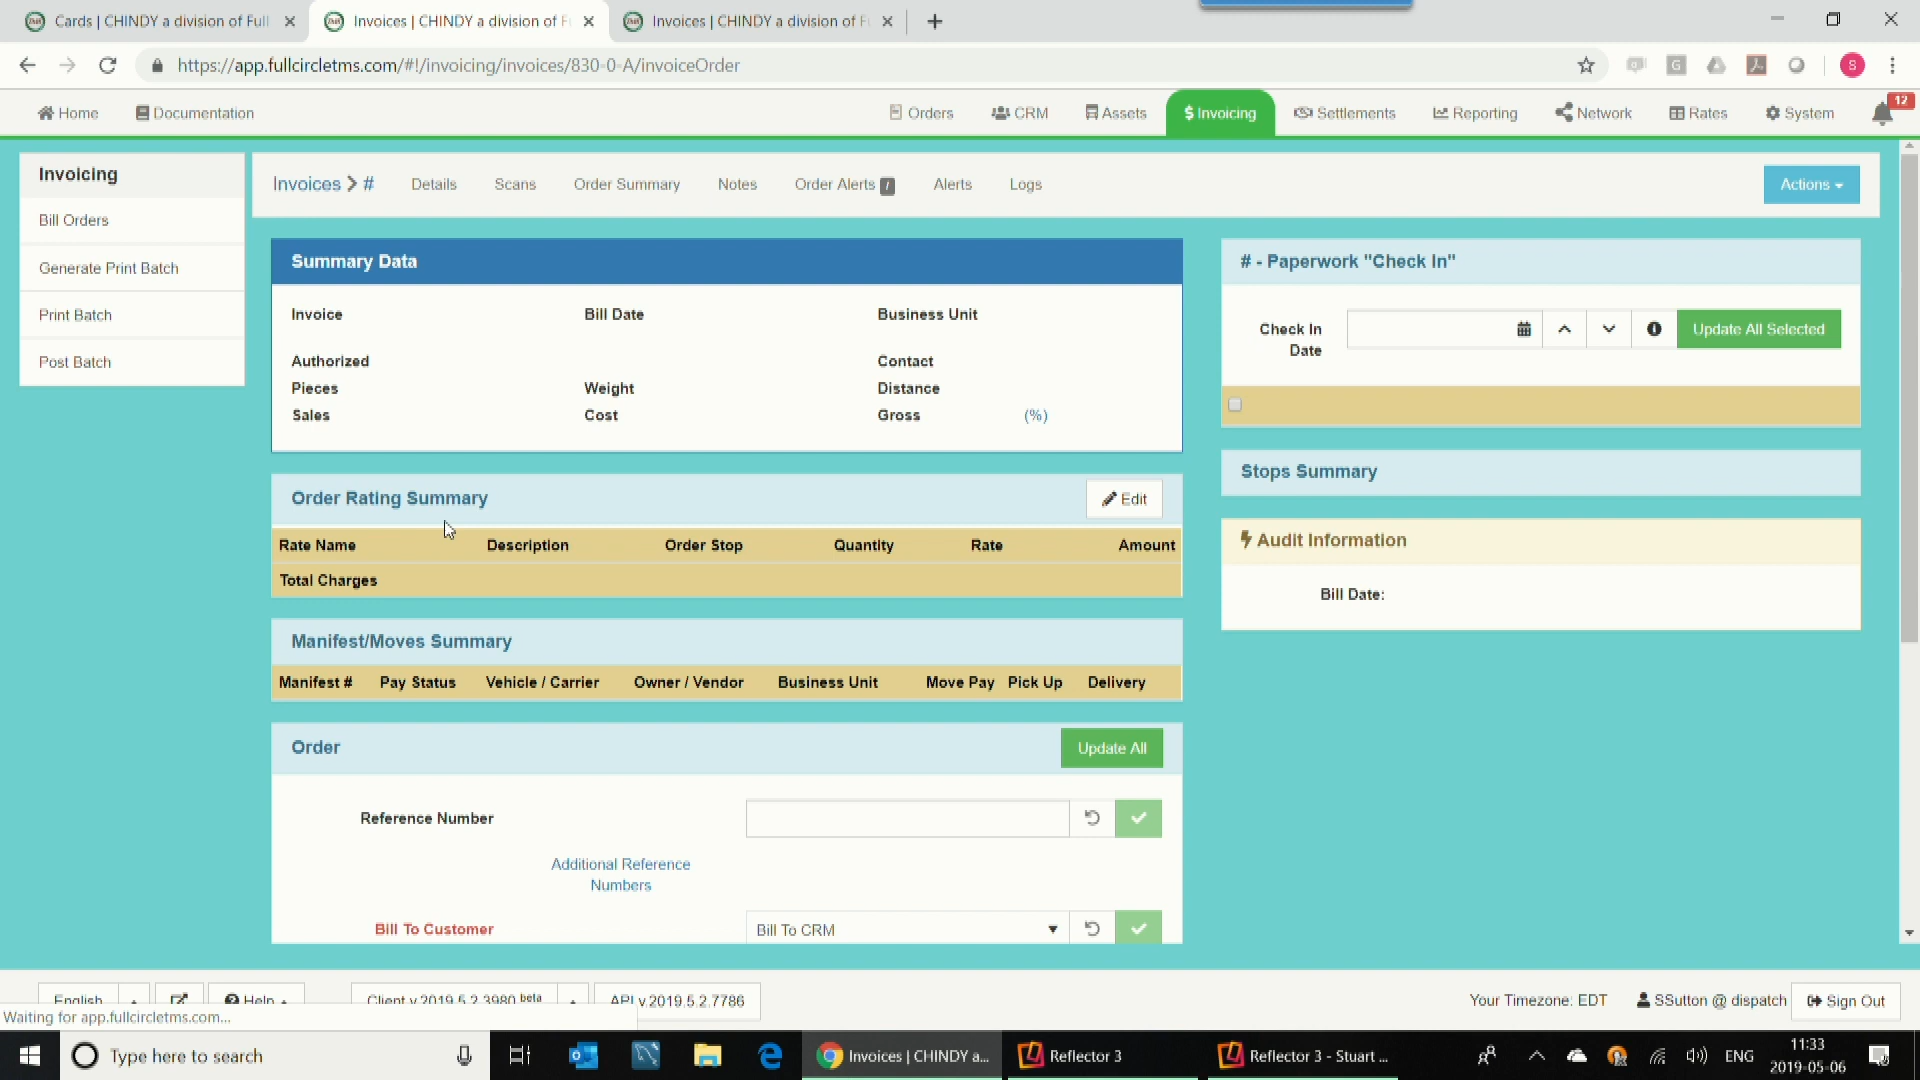 Cards | CHINDY a division of Full
Invoices | CHINDY a division of F
Invoices | CHINDY a division of F
https://app.fullcircletms.com/#!/invoicing/invoices/830-0-A/invoiceOrder
S
Home
Documentation
Orders
CRM
Assets
$ Invoicing
Settlements
Reporting
Network
Rates
System
12
Invoicing
Bill Orders
Generate Print Batch
Print Batch
Post Batch
Invoices > #
Details
Scans
Order Summary
Notes
Order Alerts /
Alerts
Logs
Actions
Summary Data
Invoice
Bill Date
Business Unit
Authorized
Contact
Pieces
Weight
Distance
Sales
Cost
Gross
(%)
# - Paperwork "Check In"
Check In
Date
Update All Selected
Stops Summary
Audit Information
Bill Date:
Order Rating Summary
Edit
Rate Name
Description
Order Stop
Quantity
Rate
Amount
Total Charges
Manifest/Moves Summary
Manifest #
Pay Status
Vehicle / Carrier
Owner / Vendor
Business Unit
Move Pay
Pick Up
Delivery
Order
Update All
Reference Number
Additional Reference
Numbers
Bill To Customer
Bill To CRM
English
Help
Client v.2019.5.2.3980 beta
API v.2019.5.2.7786
Your Timezone: EDT
SSutton @ dispatch
Sign Out
Waiting for app.fullcircletms.com...
Type here to search
Invoices | CHINDY a...
Reflector 3
Reflector 3 - Stuart ...
ENG
11:33
2019-05-06